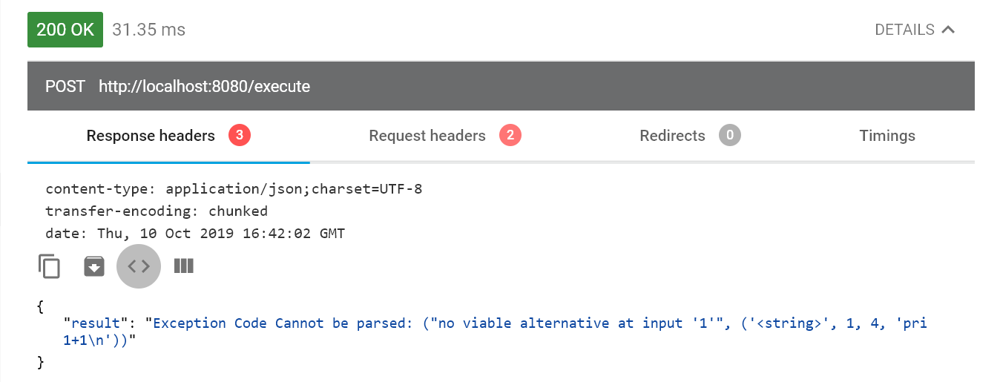 200 OK 31.35 ms DETAILS
POST http://localhost:8080/execute
Response headers 3 Request headers 2 Redirects 0 Timings
content-type: application/json;charset=UTF-8
transfer-encoding: chunked
date: Thu, 10 Oct 2019 16:42:02 GMT
{
"result": "Exception Code Cannot be parsed: ("no viable alternative at input '1'", ('<string>', 1, 4, 'pri
1+1\n'))"
}